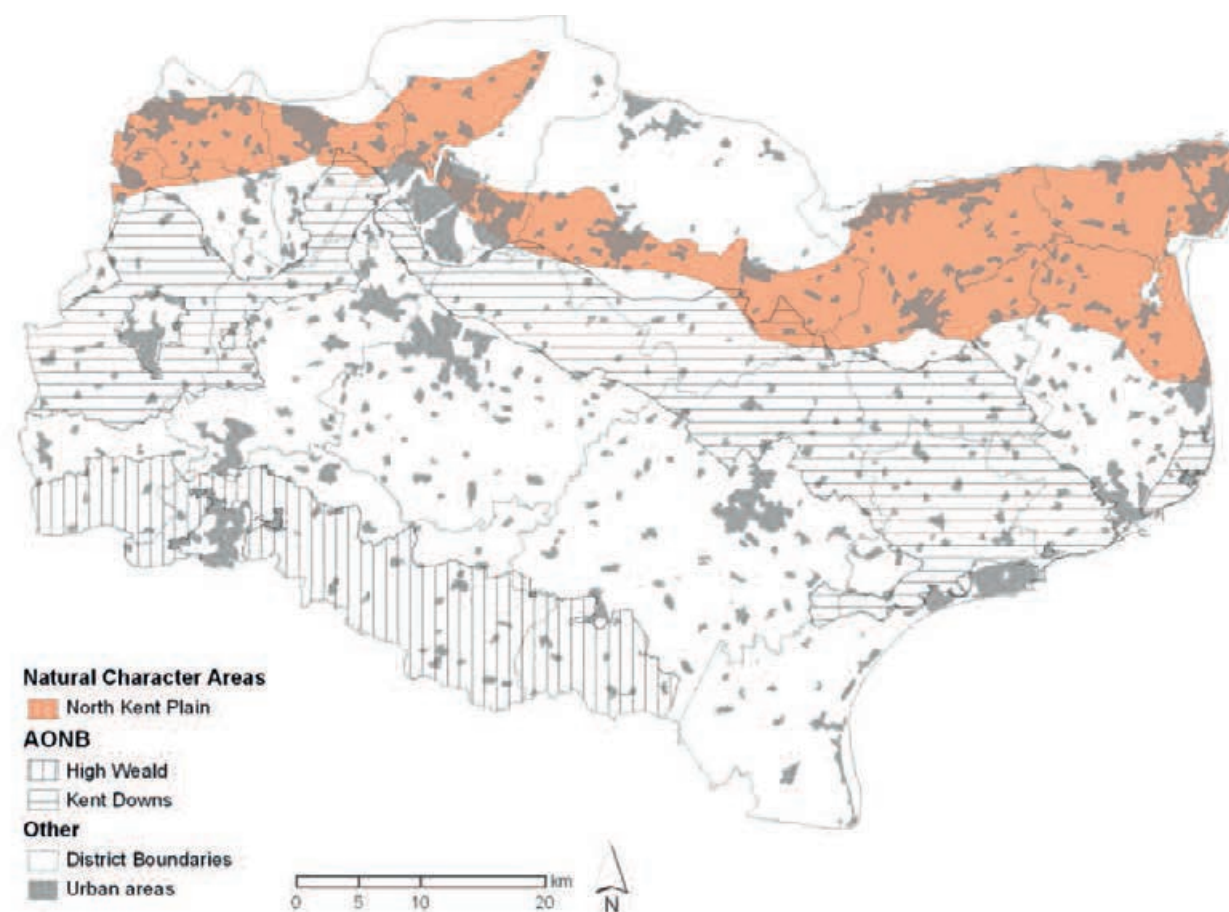 Natural Character Areas
North Kent Plain
AONB
High Weald
Kent Downs
Other
District Boundaries
Urban areas
km
0 5 10 20
N